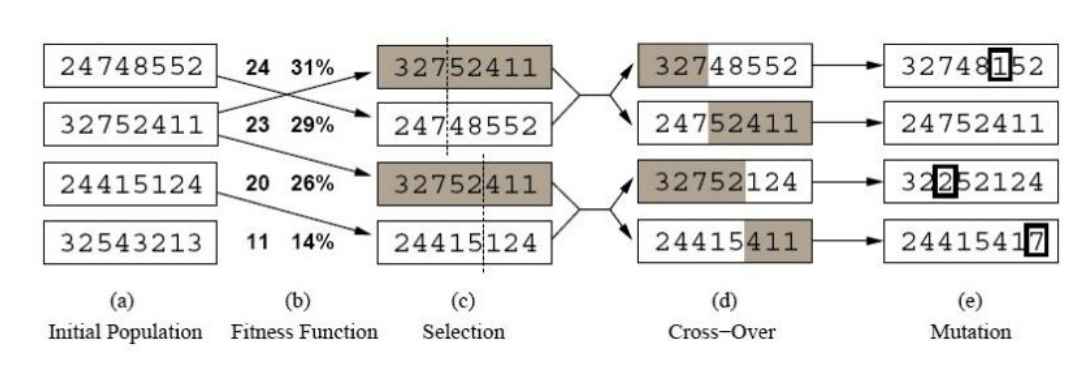 24748552 24 31% 32752411 32748552 32748152
32752411 23 29% 24748552 24752411 24752411
24415124 20 26% 32752411 32752124 32252124
32543213 11 14% 24415124 24415411 24415417
(a) (b) (c) (d) (e)
Initial Population Fitness Function Selection Cross−Over Mutation